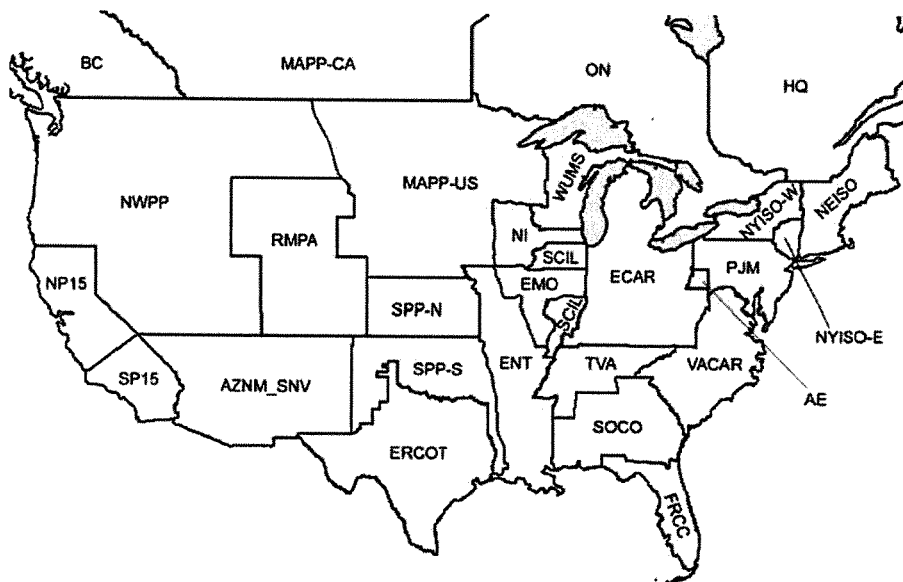 BC
MAPP-CA
ON
HQ
NWPP
MAPP-US
WUMS
NYISO-W
NEISO
RMPA
NI
SCIL
ECAR
PJM
NP15
SPP-N
EMO
SCIL
NYISO-E
SP15
AZNM_SNV
SPP-S
ENT
TVA
VACAR
AE
ERCOT
SOCO
FRCC